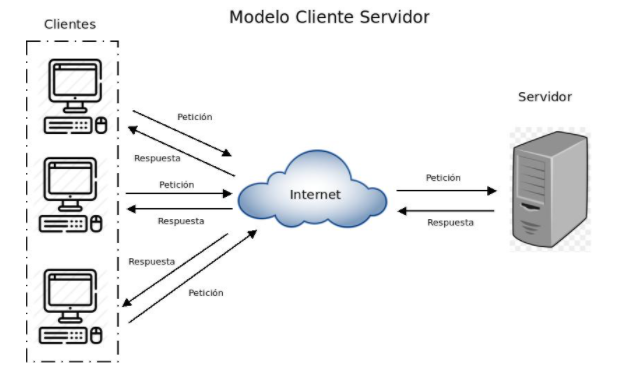 Modelo Cliente Servidor
Clientes
Servidor
Petición
Respuesta
Petición
Respuesta
Respuesta
Petición
Internet
Petición
Respuesta